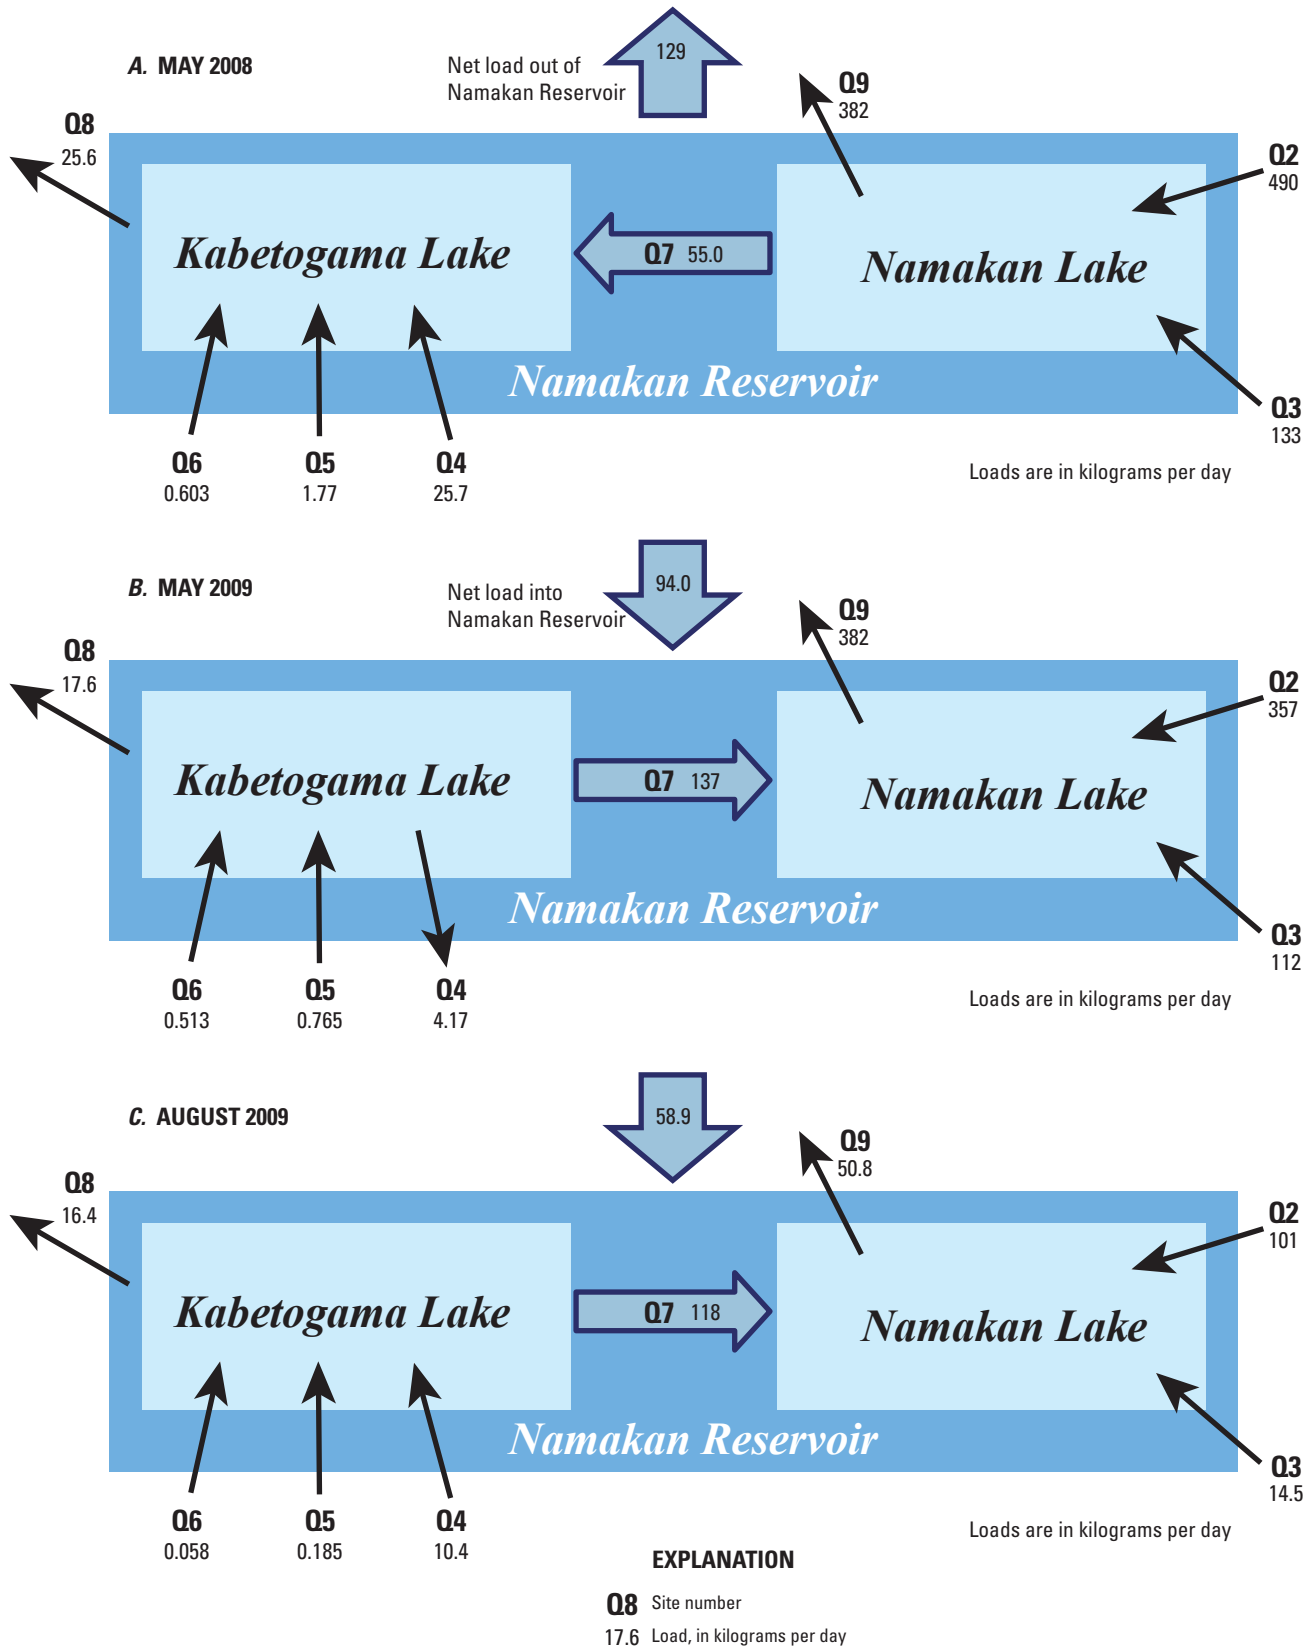 A. MAY 2008
Net load out of
Namakan Reservoir
129
Q9
382
Q8
25.6
Q2
490
Kabetogama Lake
Q7 55.0
Namakan Lake
Namakan Reservoir
Q3
133
Q6
0.603
Q5
1.77
Q4
25.7
Loads are in kilograms per day
B. MAY 2009
Net load into
Namakan Reservoir
94.0
Q9
382
Q8
17.6
Q2
357
Kabetogama Lake
Q7 137
Namakan Lake
Namakan Reservoir
Q3
112
Q6
0.513
Q5
0.765
Q4
4.17
Loads are in kilograms per day
C. AUGUST 2009
58.9
Q9
50.8
Q8
16.4
Q2
101
Kabetogama Lake
Q7 118
Namakan Lake
Namakan Reservoir
Q3
14.5
Q6
0.058
Q5
0.185
Q4
10.4
Loads are in kilograms per day
EXPLANATION
Q8 Site number
17.6 Load, in kilograms per day